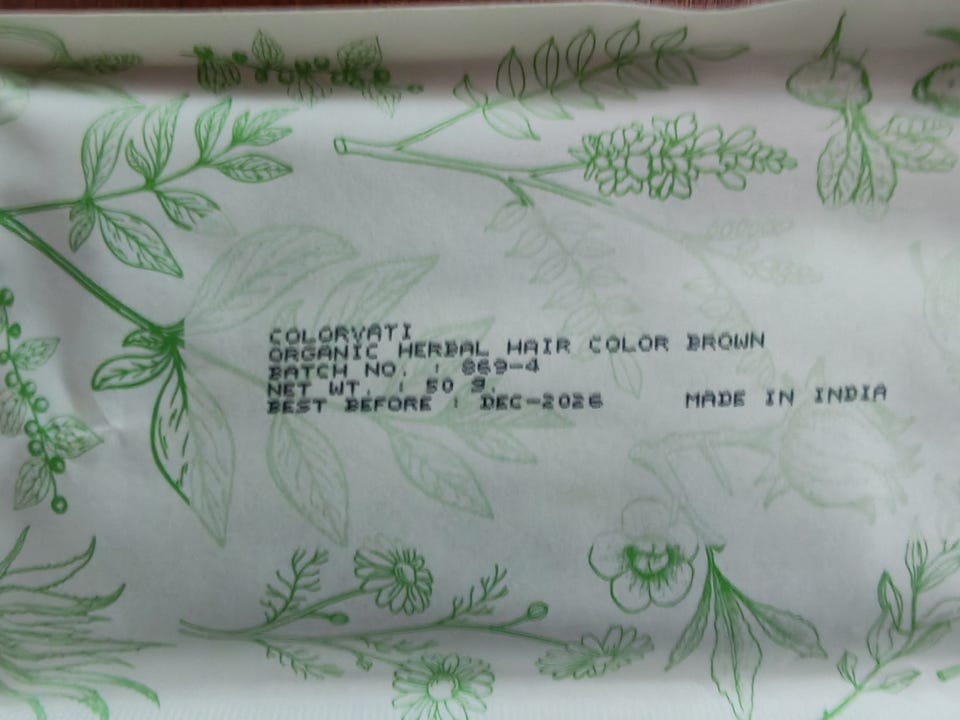 COLORVATI
ORGANIC HERBAL HAIR COLOR BROWN
BATCH NO. : 869-4
NET WT. : 50 g.
BEST BEFORE : DEC-2026 MADE IN INDIA